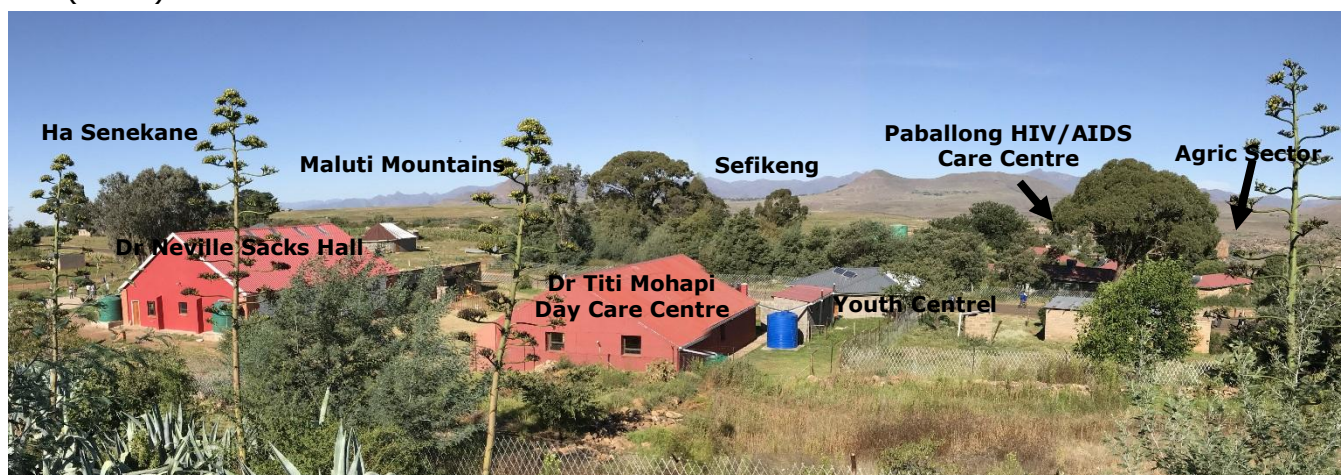 Ha Senekane
Maluti Mountains
Sefikeng
Paballong HIV/AIDS
Care Centre
Agric Sector
Dr Neville Sacks Hall
Dr Titi Mohapi
Day Care Centre
Youth Centrel